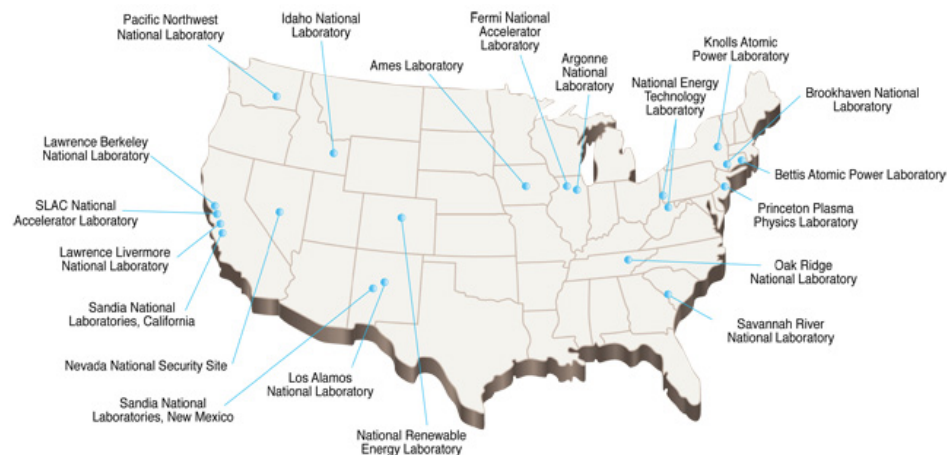 Pacific Northwest
National Laboratory
Idaho National
Laboratory
Ames Laboratory
Fermi National
Accelerator
Laboratory
Argonne
National
Laboratory
National Energy
Technology
Laboratory
Knolls Atomic
Power Laboratory
Brookhaven National
Laboratory
Bettis Atomic Power Laboratory
Princeton Plasma
Physics Laboratory
Oak Ridge
National Laboratory
Savannah River
National Laboratory
Lawrence Berkeley
National Laboratory
SLAC National
Accelerator Laboratory
Lawrence Livermore
National Laboratory
Sandia National
Laboratories, California
Nevada National Security Site
Sandia National
Laboratories, New Mexico
Los Alamos
National Laboratory
National Renewable
Energy Laboratory